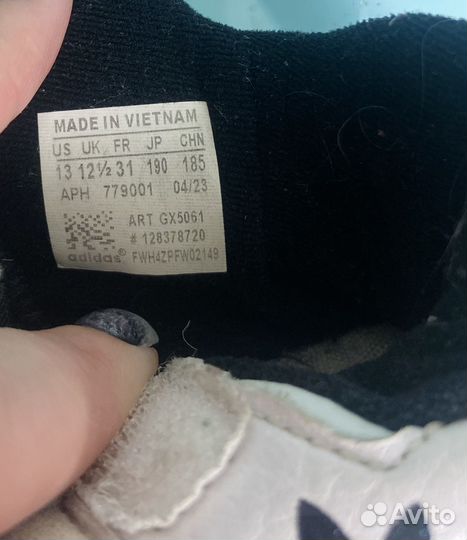 MADE IN VIETNAM
US UK FR JP CHN
13 12½ 31 190 185
APH 779001 04/23
ART GX5061
# 128378720
adidas® FWH4ZPFW02149
Avito